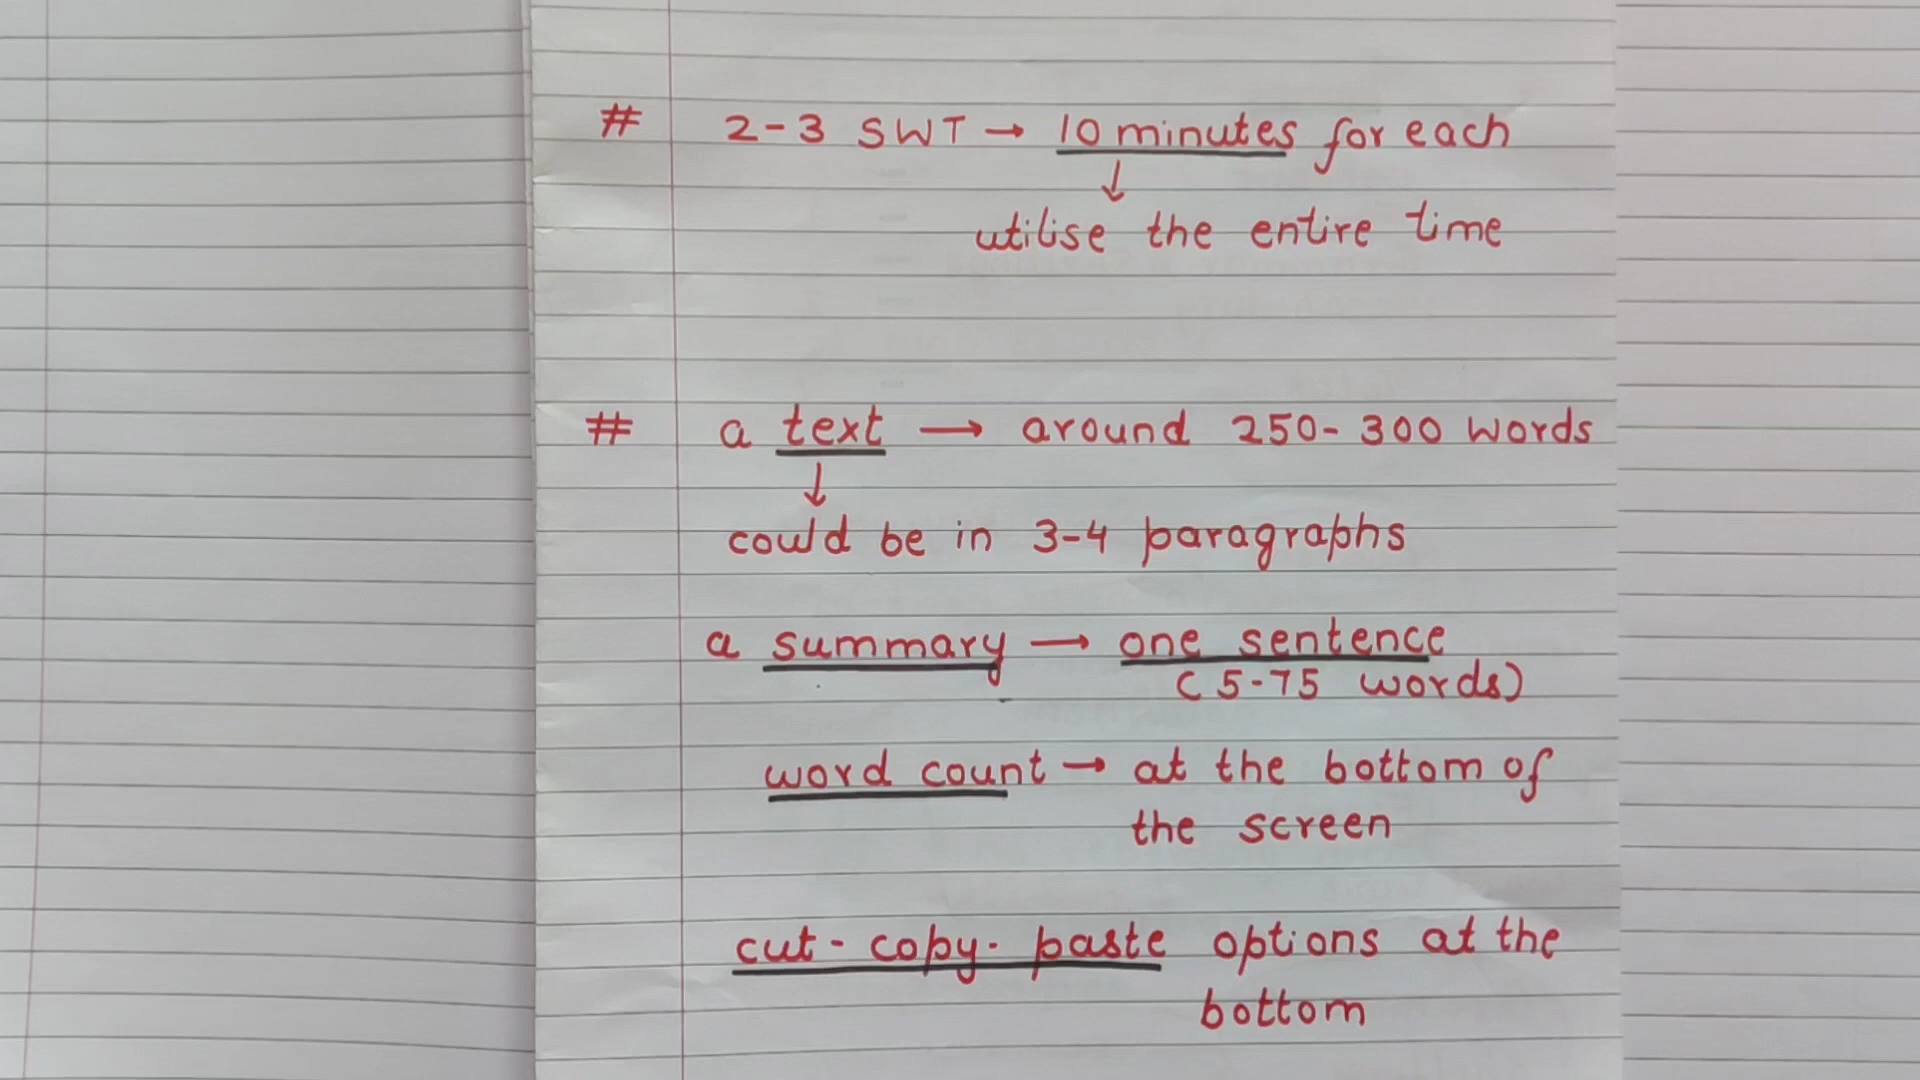 # 2-3 SWT → 10 minutes for each
↓
utilise the entire time
# a text → around 250-300 words
↓
could be in 3-4 paragraphs
a summary → one sentence
(5-75 words)
word count → at the bottom of
the screen
cut-copy-paste options at the
bottom